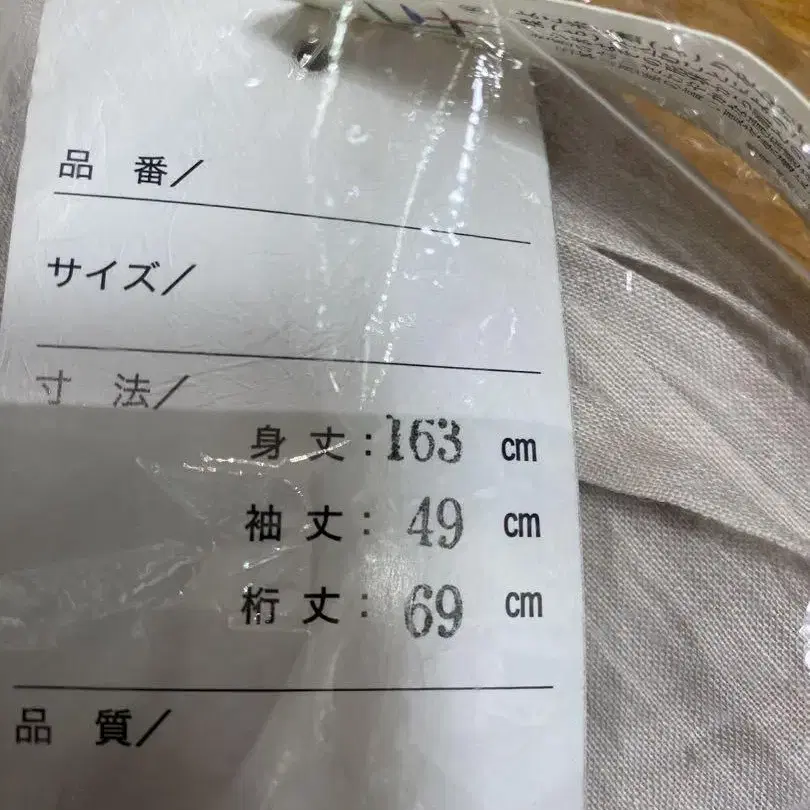 品 番/
サイズ/
寸 法/
身 丈:163 cm
袖 丈: 49 cm
桁丈: 69 cm
品 質/